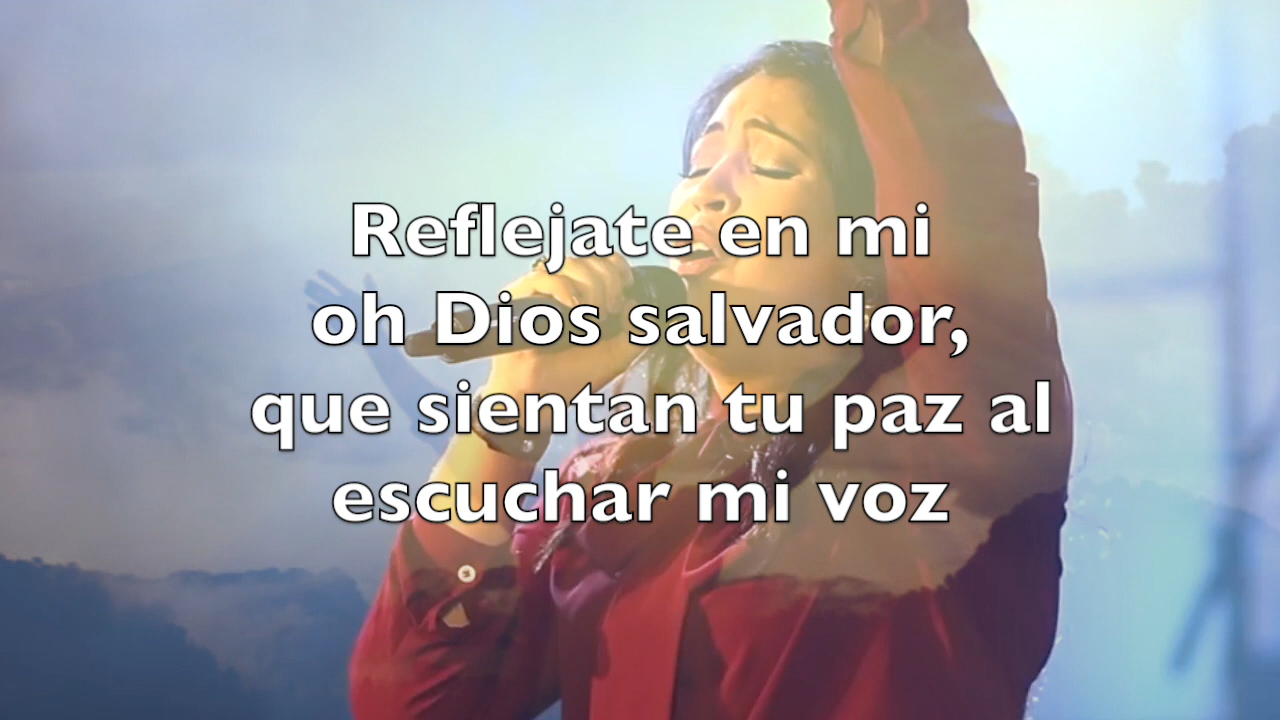 Reflejate en mi
oh Dios salvador,
que sientan tu paz al
escuchar mi voz